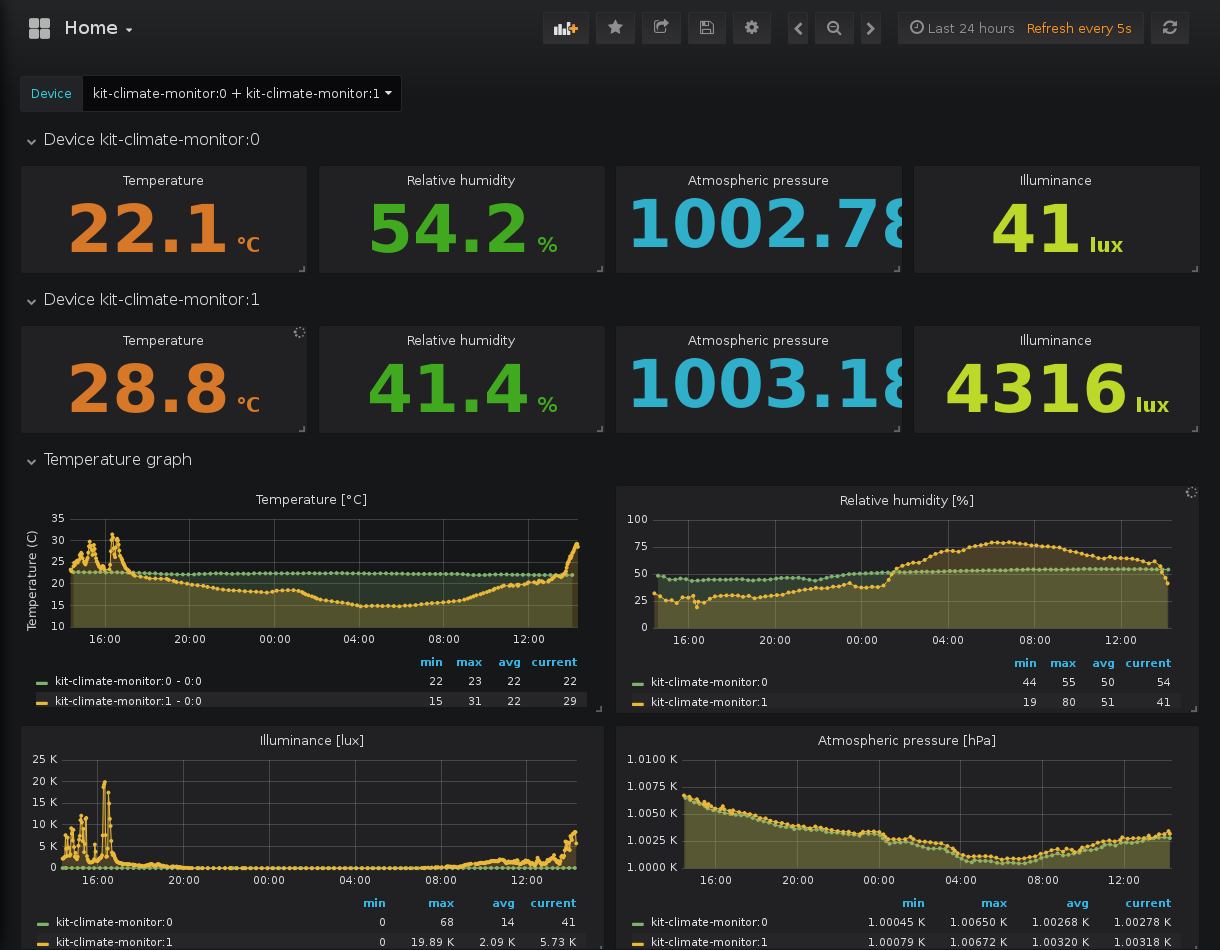 Home
Last 24 hours Refresh every 5s
Device kit-climate-monitor:0 + kit-climate-monitor:1
Device kit-climate-monitor:0
Temperature Relative humidity Atmospheric pressure Illuminance
22.1 °C 54.2 % 1002.78 41 lux
Device kit-climate-monitor:1
Temperature Relative humidity Atmospheric pressure Illuminance
28.8 °C 41.4 % 1003.18 4316 lux
Temperature graph
Temperature [°C]
Temperature (C)
35
30
25
20
15
10
16:00 20:00 00:00 04:00 08:00 12:00
min max avg current
kit-climate-monitor:0 - 0:0 22 23 22 22
kit-climate-monitor:1 - 0:0 15 31 22 29
Relative humidity [%]
100
75
50
25
0
16:00 20:00 00:00 04:00 08:00 12:00
min max avg current
kit-climate-monitor:0 44 55 50 54
kit-climate-monitor:1 19 80 51 41
Illuminance [lux]
25 K
20 K
15 K
10 K
5 K
0
16:00 20:00 00:00 04:00 08:00 12:00
min max avg current
kit-climate-monitor:0 0 68 14 41
kit-climate-monitor:1 0 19.89 K 2.09 K 5.73 K
Atmospheric pressure [hPa]
1.0100 K
1.0075 K
1.0050 K
1.0025 K
1.0000 K
16:00 20:00 00:00 04:00 08:00 12:00
min max avg current
kit-climate-monitor:0 1.00045 K 1.00650 K 1.00268 K 1.00278 K
kit-climate-monitor:1 1.00079 K 1.00672 K 1.00320 K 1.00318 K